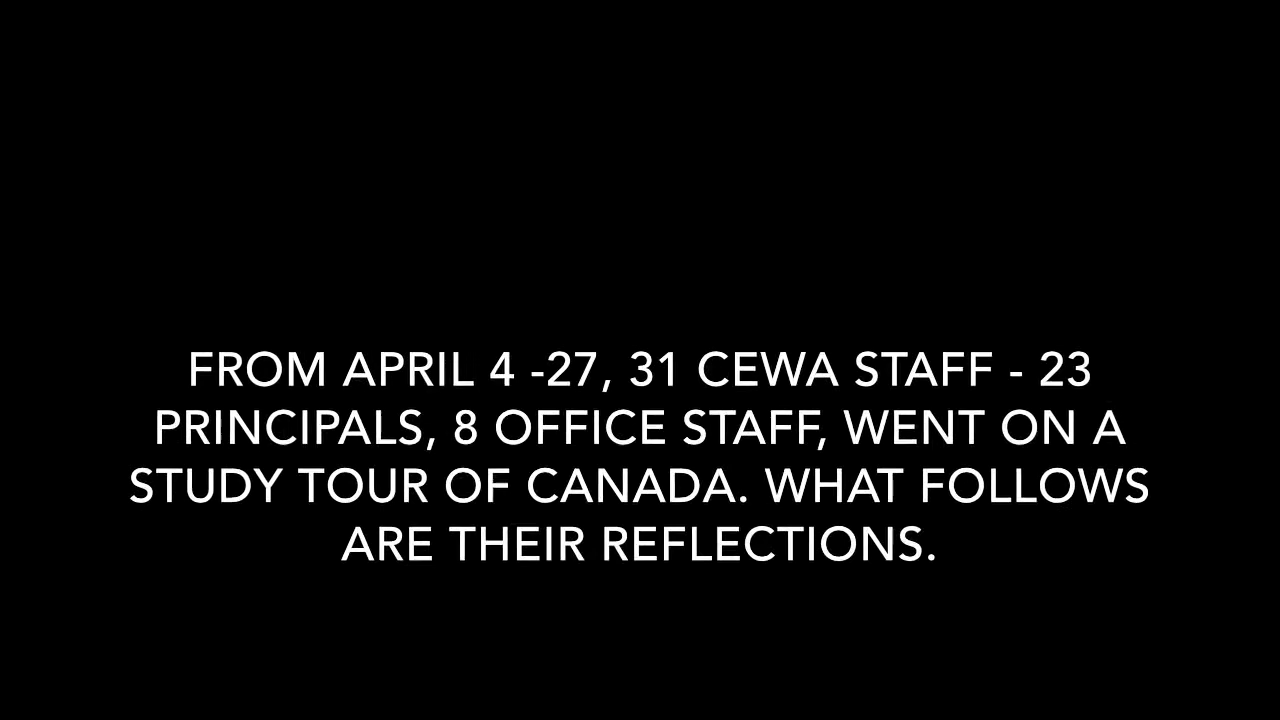 FROM APRIL 4 -27, 31 CEWA STAFF - 23
PRINCIPALS, 8 OFFICE STAFF, WENT ON A
STUDY TOUR OF CANADA. WHAT FOLLOWS
ARE THEIR REFLECTIONS.